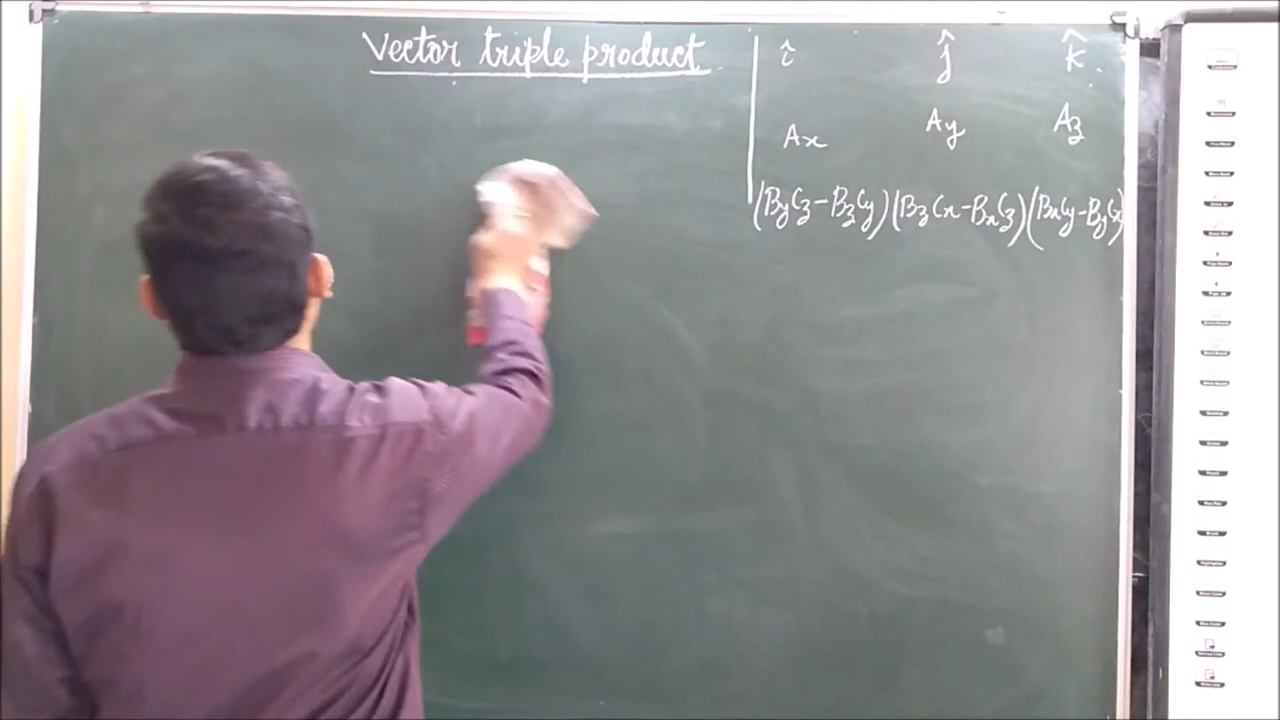 Vector triple product
î ĵ k̂
Ax Ay Az
(ByCz-BzCy)(BzCx-BxCz)(BxCy-ByCx)